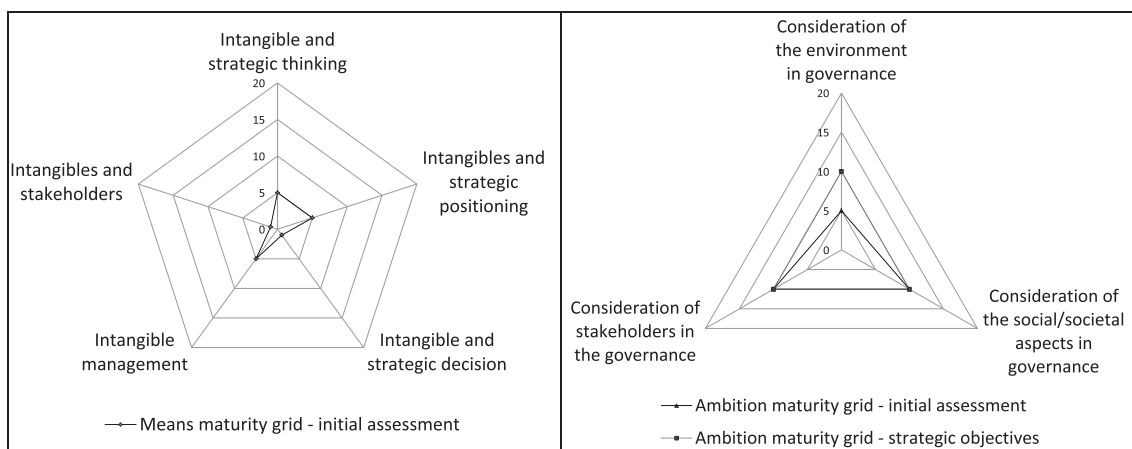 Intangible and
strategic thinking
20
15
10
5
0
Intangibles and
strategic
positioning
Intangible and
strategic decision
Intangible
management
Intangibles and
stakeholders
Means maturity grid - initial assessment
Consideration of
the environment
in governance
20
15
10
5
0
Consideration of
the social/societal
aspects in
governance
Consideration of
stakeholders in
the governance
Ambition maturity grid - initial assessment
Ambition maturity grid - strategic objectives